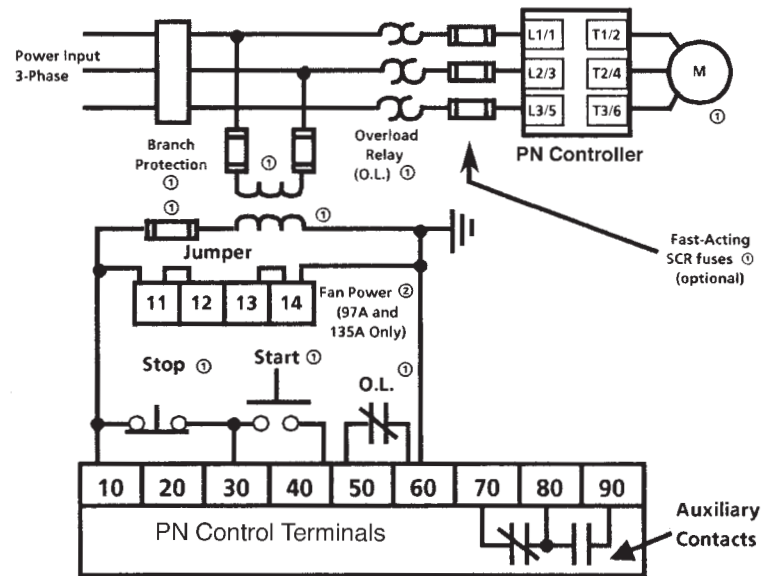 Power Input
3-Phase
L1/1 T1/2
L2/3 T2/4
L3/5 T3/6
M
①
PN Controller
Branch
Protection
①
①
①
Overload
Relay
(O.L.) ①
①
Jumper
Fast-Acting
SCR fuses ①
(optional)
11 12 13 14
Fan Power ②
(97A and
135A Only)
Stop ①
Start ①
O.L. ①
10 20 30 40 50 60 70 80 90
PN Control Terminals
Auxiliary
Contacts